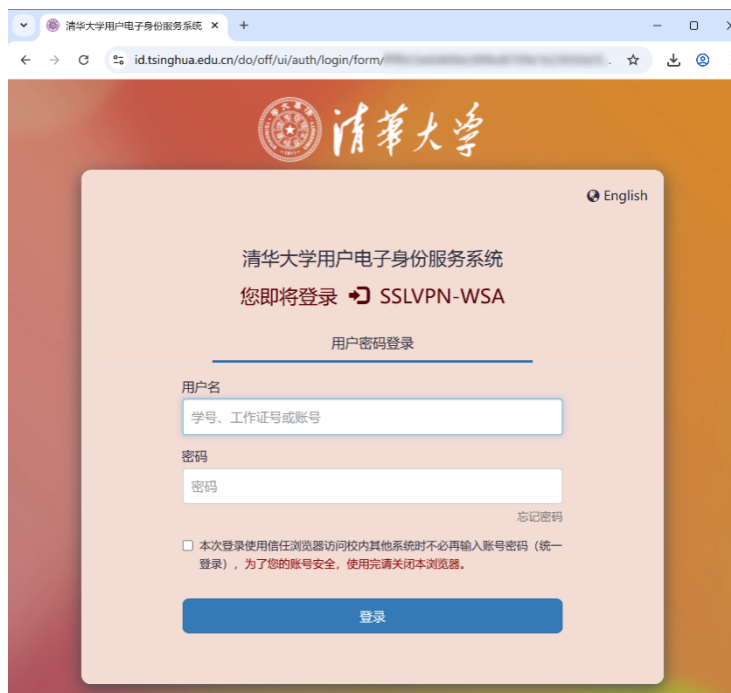 清华大学用户电子身份服务系统
id.tsinghua.edu.cn/do/off/ui/auth/login/form/
清华大学
English
清华大学用户电子身份服务系统
您即将登录 SSLVPN-WSA
用户密码登录
用户名
学号、工作证号或账号
密码
密码
忘记密码
本次登录使用信任浏览器访问校内其他系统时不必再输入账号密码（统一
登录），为了您的账号安全，使用完请关闭本浏览器。
登录